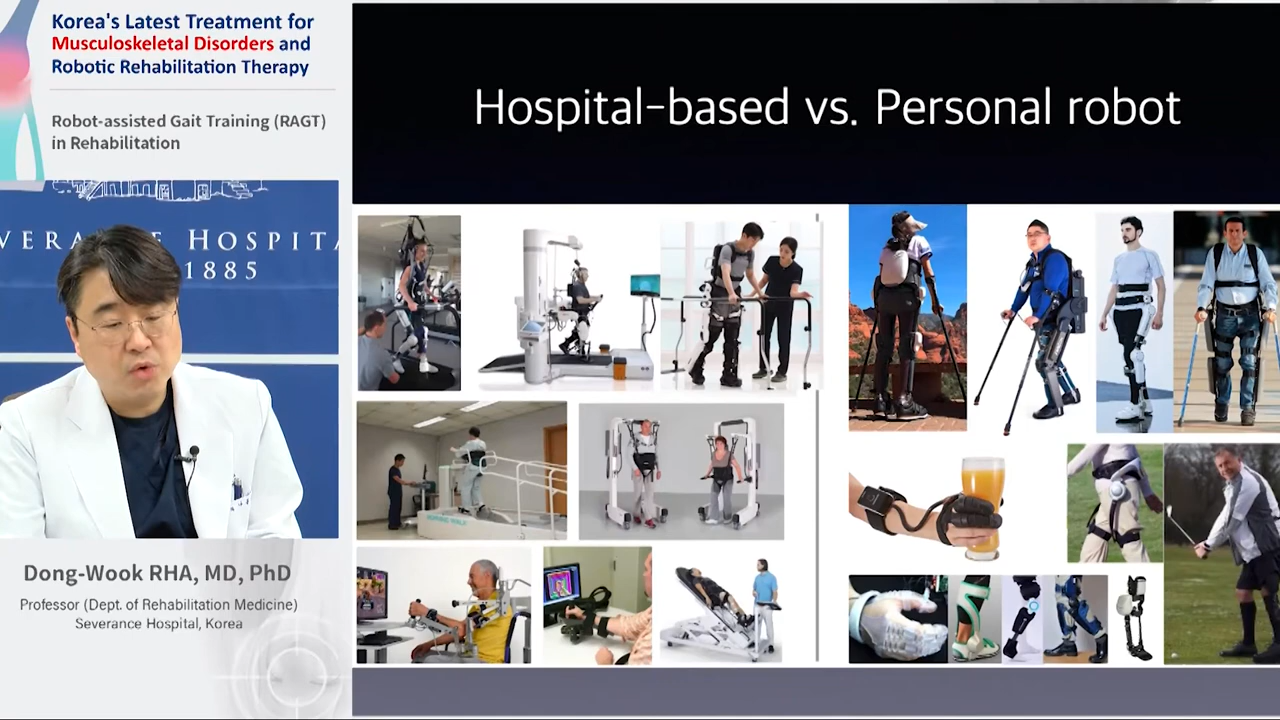 Korea's Latest Treatment for
Musculoskeletal Disorders and
Robotic Rehabilitation Therapy
Robot-assisted Gait Training (RAGT)
in Rehabilitation
HOSPITA
1885
Dong-Wook RHA, MD, PhD
Professor (Dept. of Rehabilitation Medicine)
Severance Hospital, Korea
Hospital-based vs. Personal robot